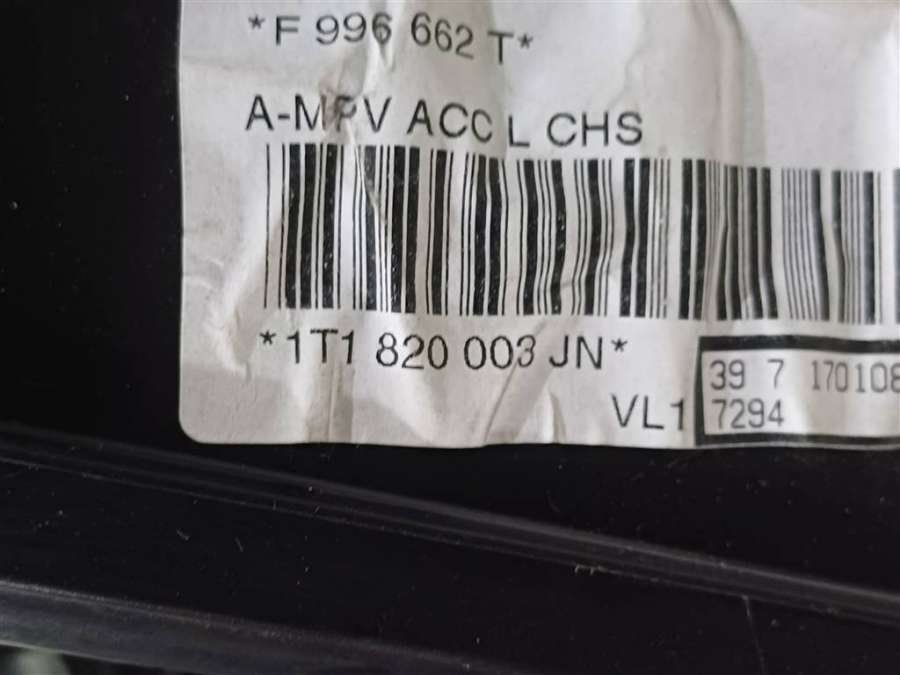 *F 996 662 T*
A-MPV ACC L CHS
*1T1 820 003 JN*
39 7 170108
VL1 7294